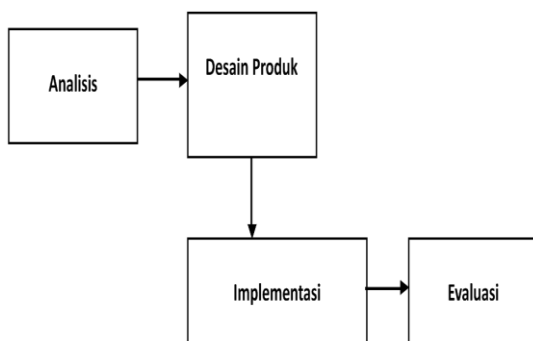 Analisis
Desain Produk
Implementasi
Evaluasi